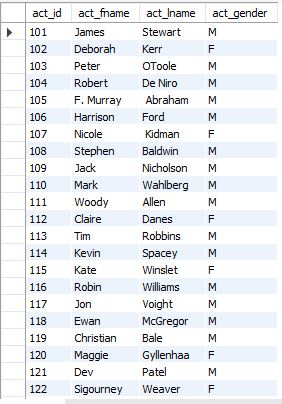 act_id act_fname act_lname act_gender
101 James Stewart M
102 Deborah Kerr F
103 Peter OToole M
104 Robert De Niro M
105 F. Murray Abraham M
106 Harrison Ford M
107 Nicole Kidman F
108 Stephen Baldwin M
109 Jack Nicholson M
110 Mark Wahlberg M
111 Woody Allen M
112 Claire Danes F
113 Tim Robbins M
114 Kevin Spacey M
115 Kate Winslet F
116 Robin Williams M
117 Jon Voight M
118 Ewan McGregor M
119 Christian Bale M
120 Maggie Gyllenhaa F
121 Dev Patel M
122 Sigourney Weaver F